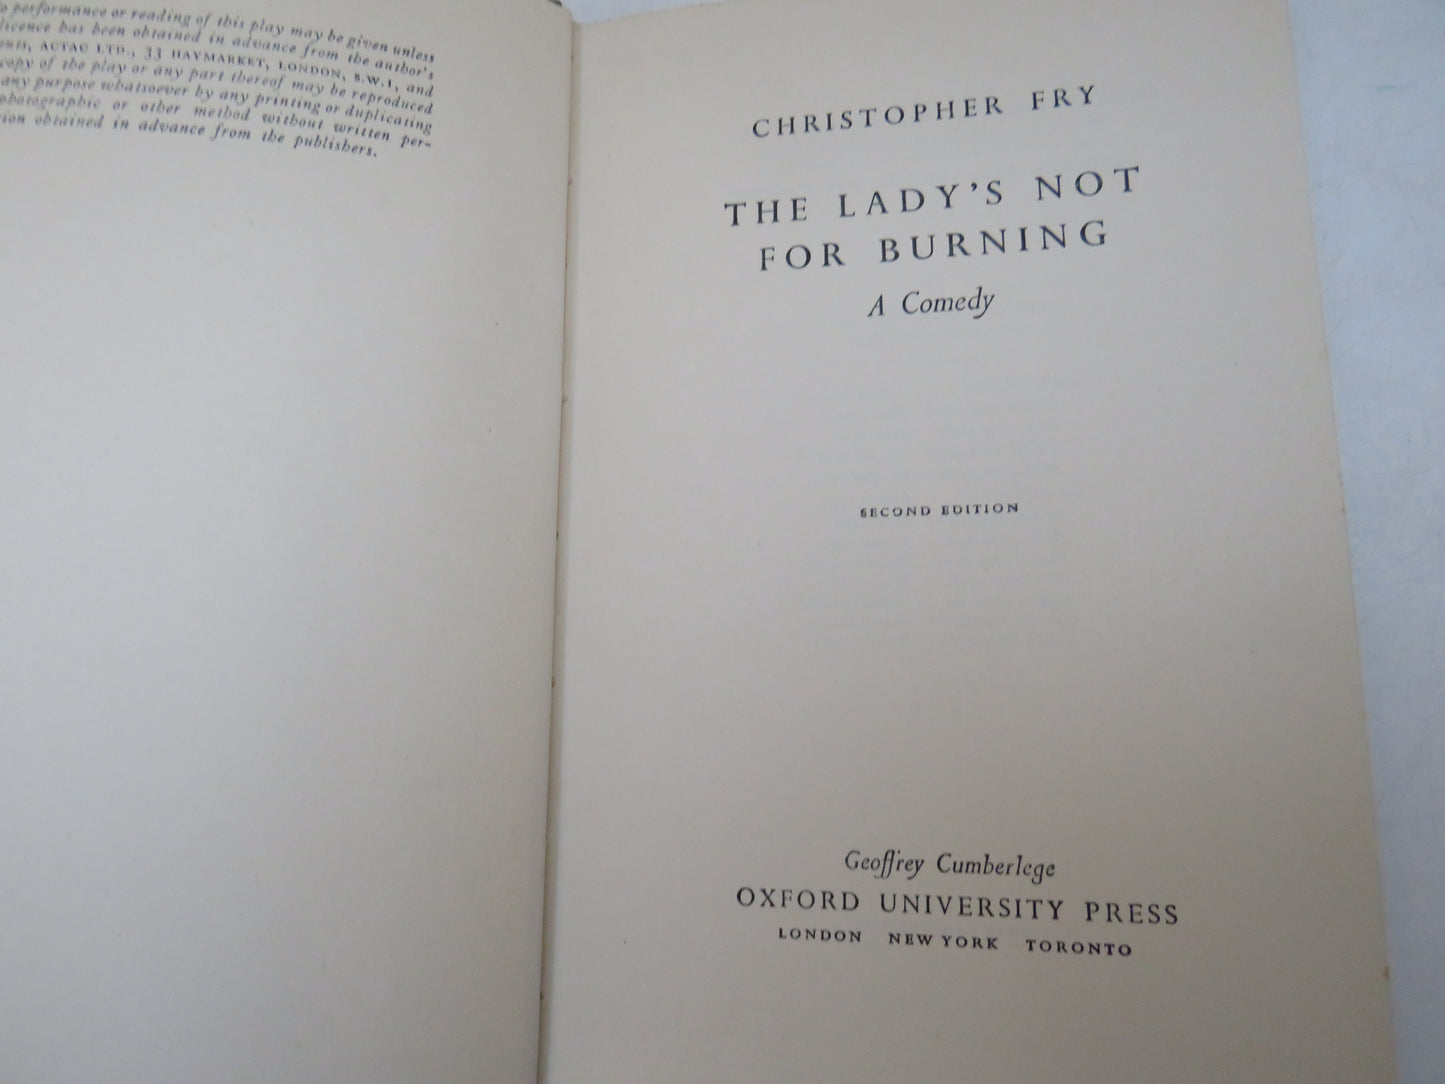 performance or reading of this play may be given unless
licence has been obtained in advance from the author's
ACTAC LTD., 33 HAYMARKET, LONDON, S.W.1, and
copy of the play or any part thereof may be reproduced
any purpose whatsoever by any printing or duplicating
photographic or other method without written per-
obtained in advance from the publishers.
CHRISTOPHER FRY
THE LADY'S NOT
FOR BURNING
A Comedy
SECOND EDITION
Geoffrey Cumberlege
OXFORD UNIVERSITY PRESS
LONDON NEW YORK TORONTO